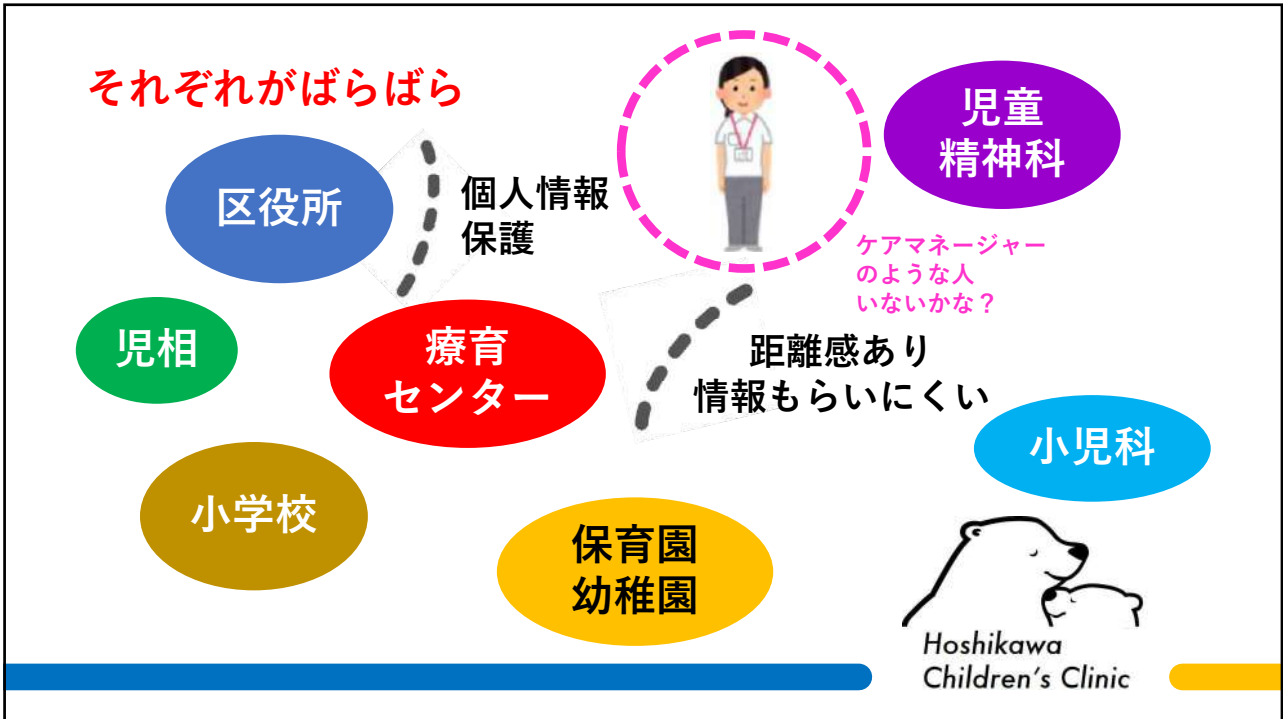 それぞれがばらばら
児童
精神科
区役所
個人情報
保護
ケアマネージャー
のような人
いないかな？
児相
療育
センター
距離感あり
情報もらいにくい
小児科
小学校
保育園
幼稚園
Hoshikawa
Children's Clinic